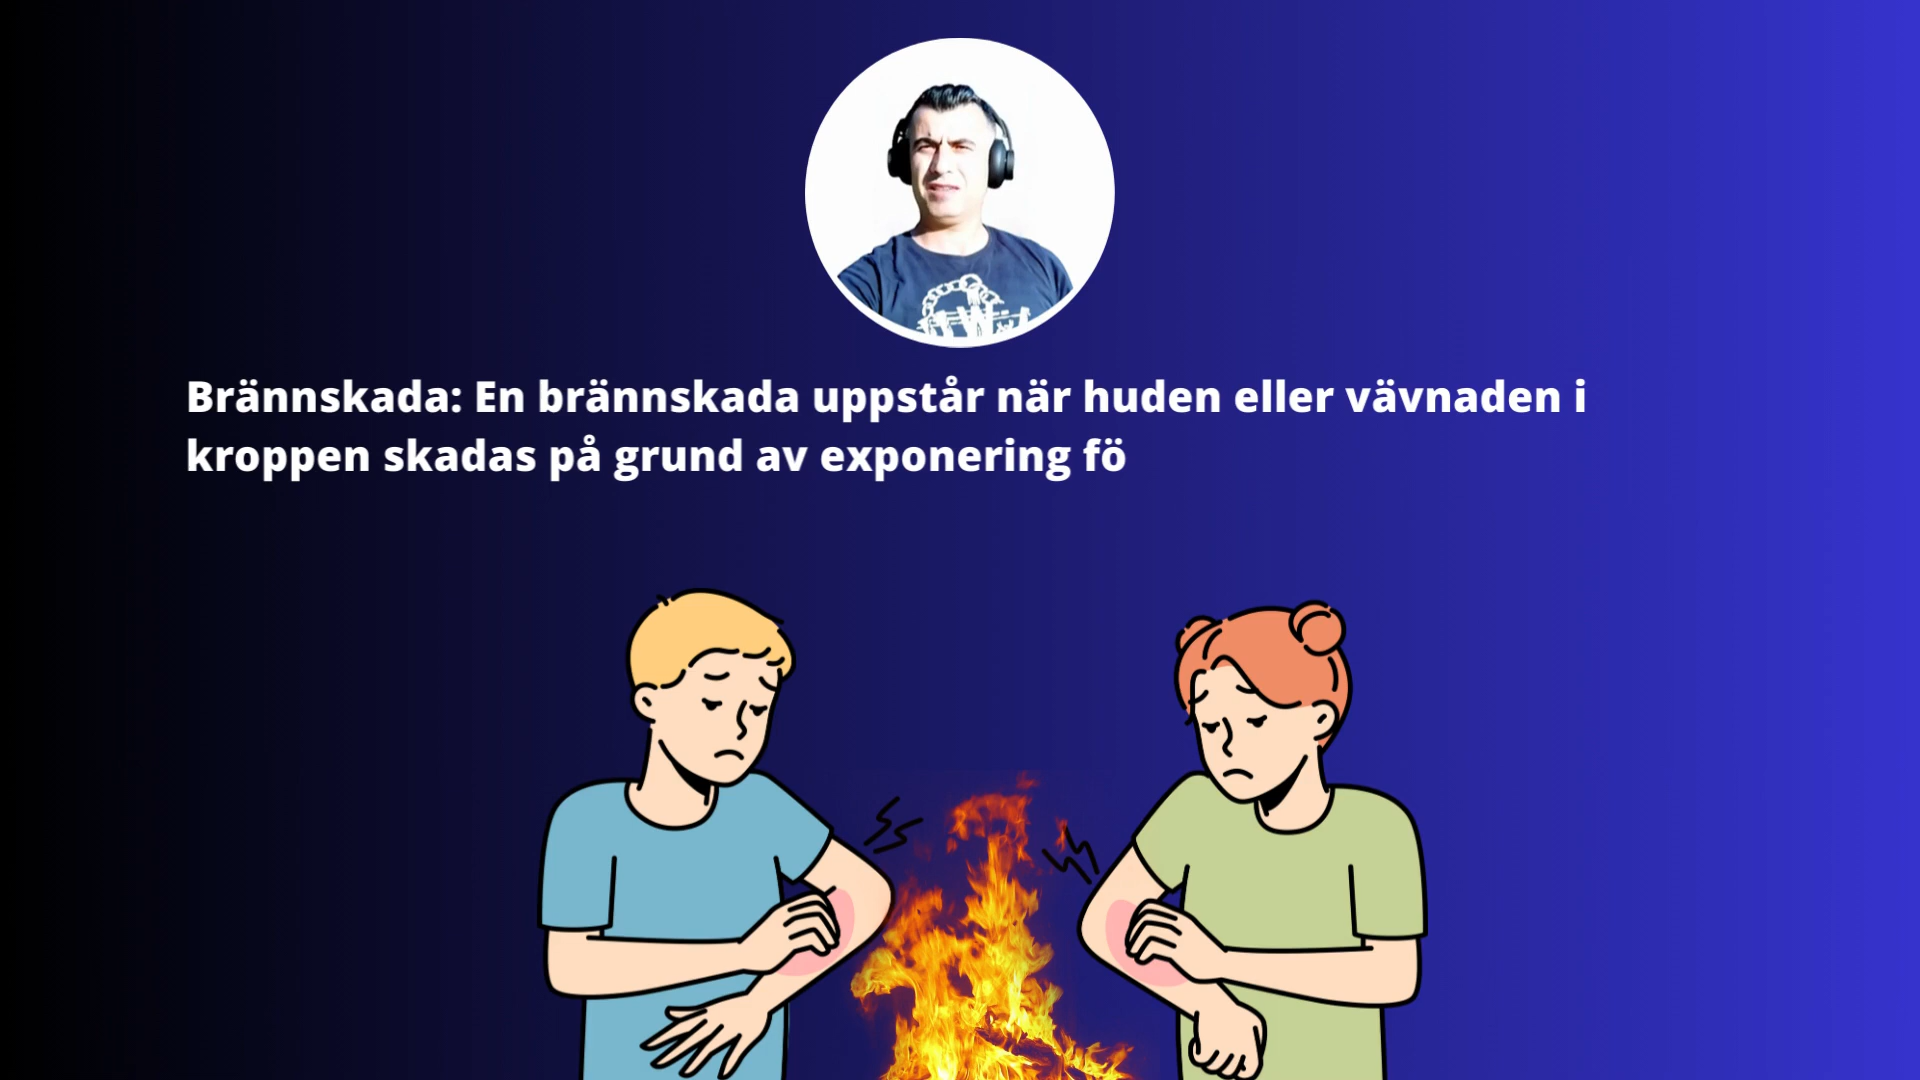 Brännskada: En brännskada uppstår när huden eller vävnaden i
kroppen skadas på grund av exponering fö